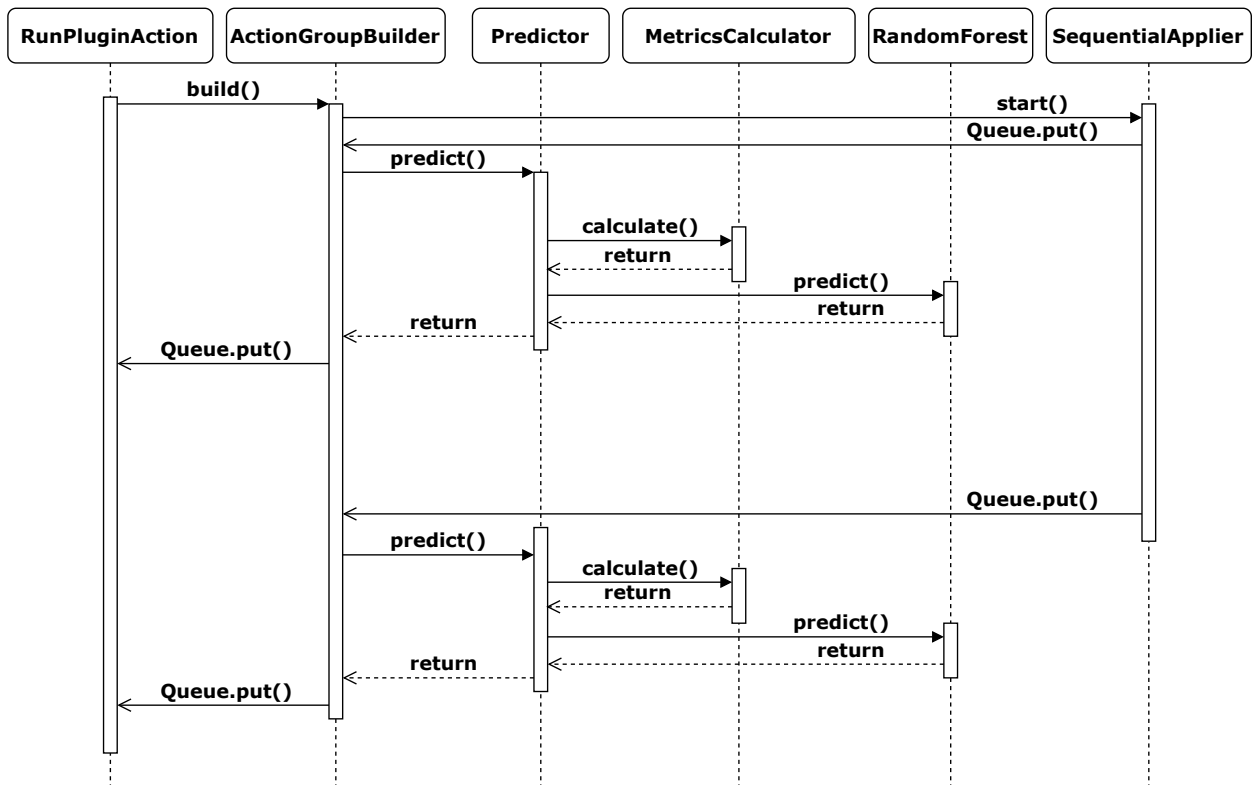 RunPluginAction
ActionGroupBuilder
Predictor
MetricsCalculator
RandomForest
SequentialApplier
build()
start()
Queue.put()
predict()
calculate()
return
predict()
return
return
Queue.put()
Queue.put()
predict()
calculate()
return
predict()
return
return
Queue.put()